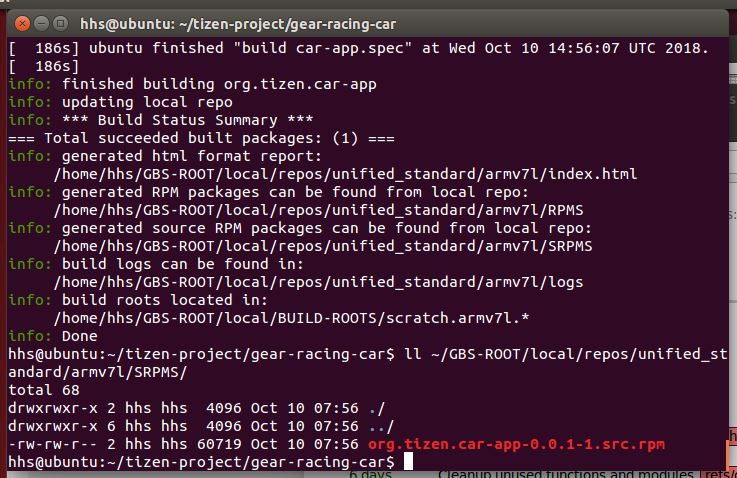 hhs@ubuntu: ~/tizen-project/gear-racing-car
[  186s] ubuntu finished "build car-app.spec" at Wed Oct 10 14:56:07 UTC 2018.
[  186s]
info: finished building org.tizen.car-app
info: updating local repo
info: *** Build Status Summary ***
=== Total succeeded built packages: (1) ===
info: generated html format report:
     /home/hhs/GBS-ROOT/local/repos/unified_standard/armv7l/index.html
info: generated RPM packages can be found from local repo:
     /home/hhs/GBS-ROOT/local/repos/unified_standard/armv7l/RPMS
info: generated source RPM packages can be found from local repo:
     /home/hhs/GBS-ROOT/local/repos/unified_standard/armv7l/SRPMS
info: build logs can be found in:
     /home/hhs/GBS-ROOT/local/repos/unified_standard/armv7l/logs
info: build roots located in:
     /home/hhs/GBS-ROOT/local/BUILD-ROOTS/scratch.armv7l.*
info: Done
hhs@ubuntu:~/tizen-project/gear-racing-car$ ll ~/GBS-ROOT/local/repos/unified_st
andard/armv7l/SRPMS/
total 68
drwxrwxr-x 2 hhs hhs  4096 Oct 10 07:56 ./
drwxrwxr-x 6 hhs hhs  4096 Oct 10 07:56 ../
-rw-rw-r-- 2 hhs hhs 60719 Oct 10 07:56 org.tizen.car-app-0.0.1-1.src.rpm
hhs@ubuntu:~/tizen-project/gear-racing-car$
6 days Cleanup unused functions and modules